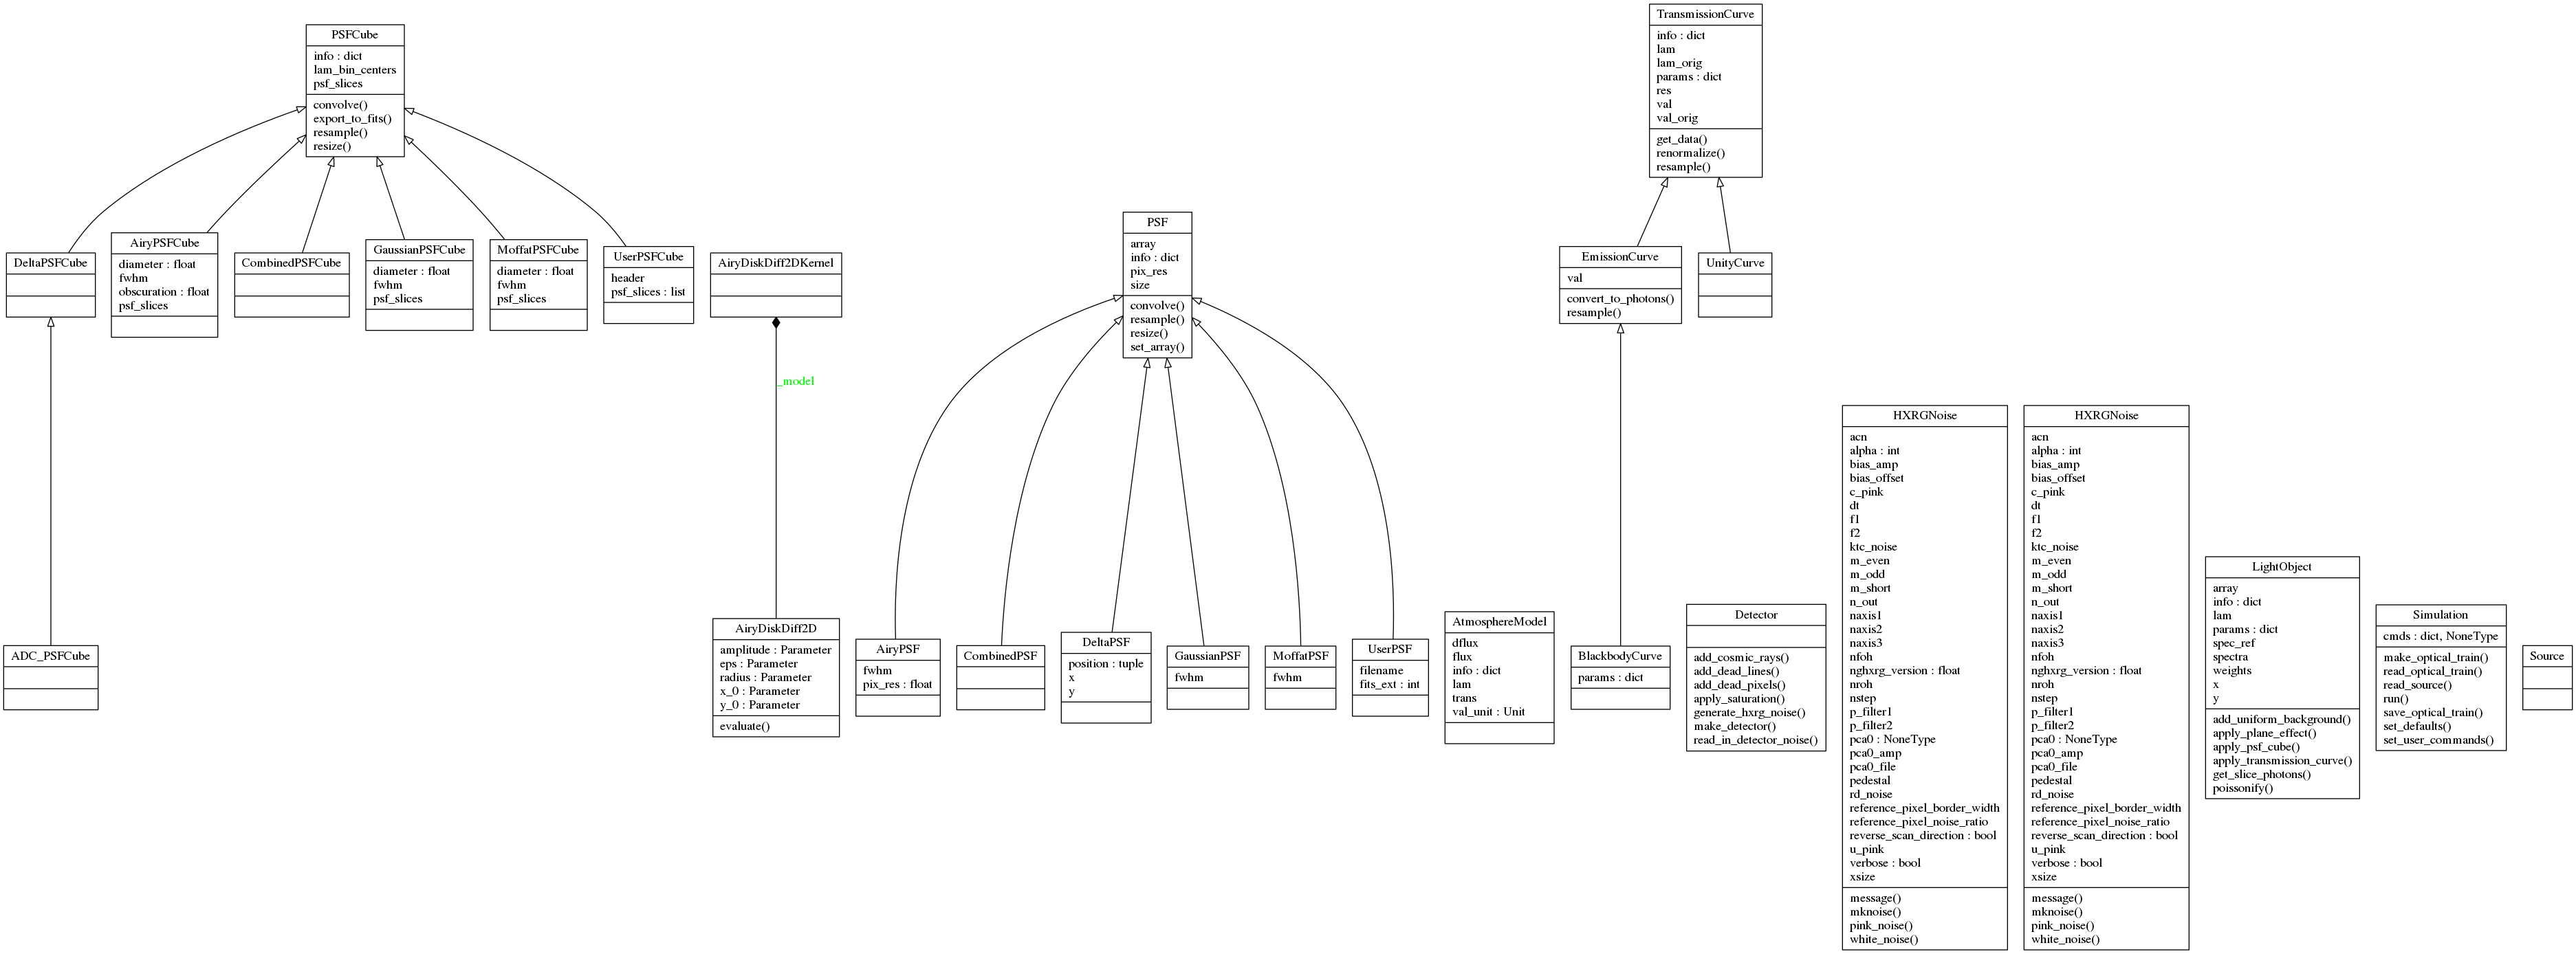 PSFCube
info : dict
lam_bin_centers
psf_slices
convolve()
export_to_fits()
resample()
resize()
DeltaPSFCube
AiryPSFCube
diameter : float
fwhm
obscuration : float
psf_slices
CombinedPSFCube
GaussianPSFCube
diameter : float
fwhm
psf_slices
MoffatPSFCube
diameter : float
fwhm
psf_slices
UserPSFCube
header
psf_slices : list
AiryDiskDiff2DKernel
_model
ADC_PSFCube
AiryDiskDiff2D
amplitude : Parameter
eps : Parameter
radius : Parameter
x_0 : Parameter
y_0 : Parameter
evaluate()
PSF
array
info : dict
pix_res
size
convolve()
resample()
resize()
set_array()
AiryPSF
fwhm
pix_res : float
CombinedPSF
DeltaPSF
position : tuple
x
y
GaussianPSF
fwhm
MoffatPSF
fwhm
UserPSF
filename
fits_ext : int
AtmosphereModel
dflux
flux
info : dict
lam
trans
val_unit : Unit
TransmissionCurve
info : dict
lam
lam_orig
params : dict
res
val
val_orig
get_data()
renormalize()
resample()
EmissionCurve
val
convert_to_photons()
resample()
UnityCurve
BlackbodyCurve
params : dict
Detector
add_cosmic_rays()
add_dead_lines()
add_dead_pixels()
apply_saturation()
generate_hxrg_noise()
make_detector()
read_in_detector_noise()
HXRGNoise
acn
alpha : int
bias_amp
bias_offset
c_pink
dt
f1
f2
ktc_noise
m_even
m_odd
m_short
n_out
naxis1
naxis2
naxis3
nfoh
nghxrg_version : float
nroh
nstep
p_filter1
p_filter2
pca0 : NoneType
pca0_amp
pca0_file
pedestal
rd_noise
reference_pixel_border_width
reference_pixel_noise_ratio
reverse_scan_direction : bool
u_pink
verbose : bool
xsize
message()
mknoise()
pink_noise()
white_noise()
HXRGNoise
acn
alpha : int
bias_amp
bias_offset
c_pink
dt
f1
f2
ktc_noise
m_even
m_odd
m_short
n_out
naxis1
naxis2
naxis3
nfoh
nghxrg_version : float
nroh
nstep
p_filter1
p_filter2
pca0 : NoneType
pca0_amp
pca0_file
pedestal
rd_noise
reference_pixel_border_width
reference_pixel_noise_ratio
reverse_scan_direction : bool
u_pink
verbose : bool
xsize
message()
mknoise()
pink_noise()
white_noise()
LightObject
array
info : dict
lam
params : dict
spec_ref
spectra
weights
x
y
add_uniform_background()
apply_plane_effect()
apply_psf_cube()
apply_transmission_curve()
get_slice_photons()
poissonify()
Simulation
cmds : dict, NoneType
make_optical_train()
read_optical_train()
read_source()
run()
save_optical_train()
set_defaults()
set_user_commands()
Source